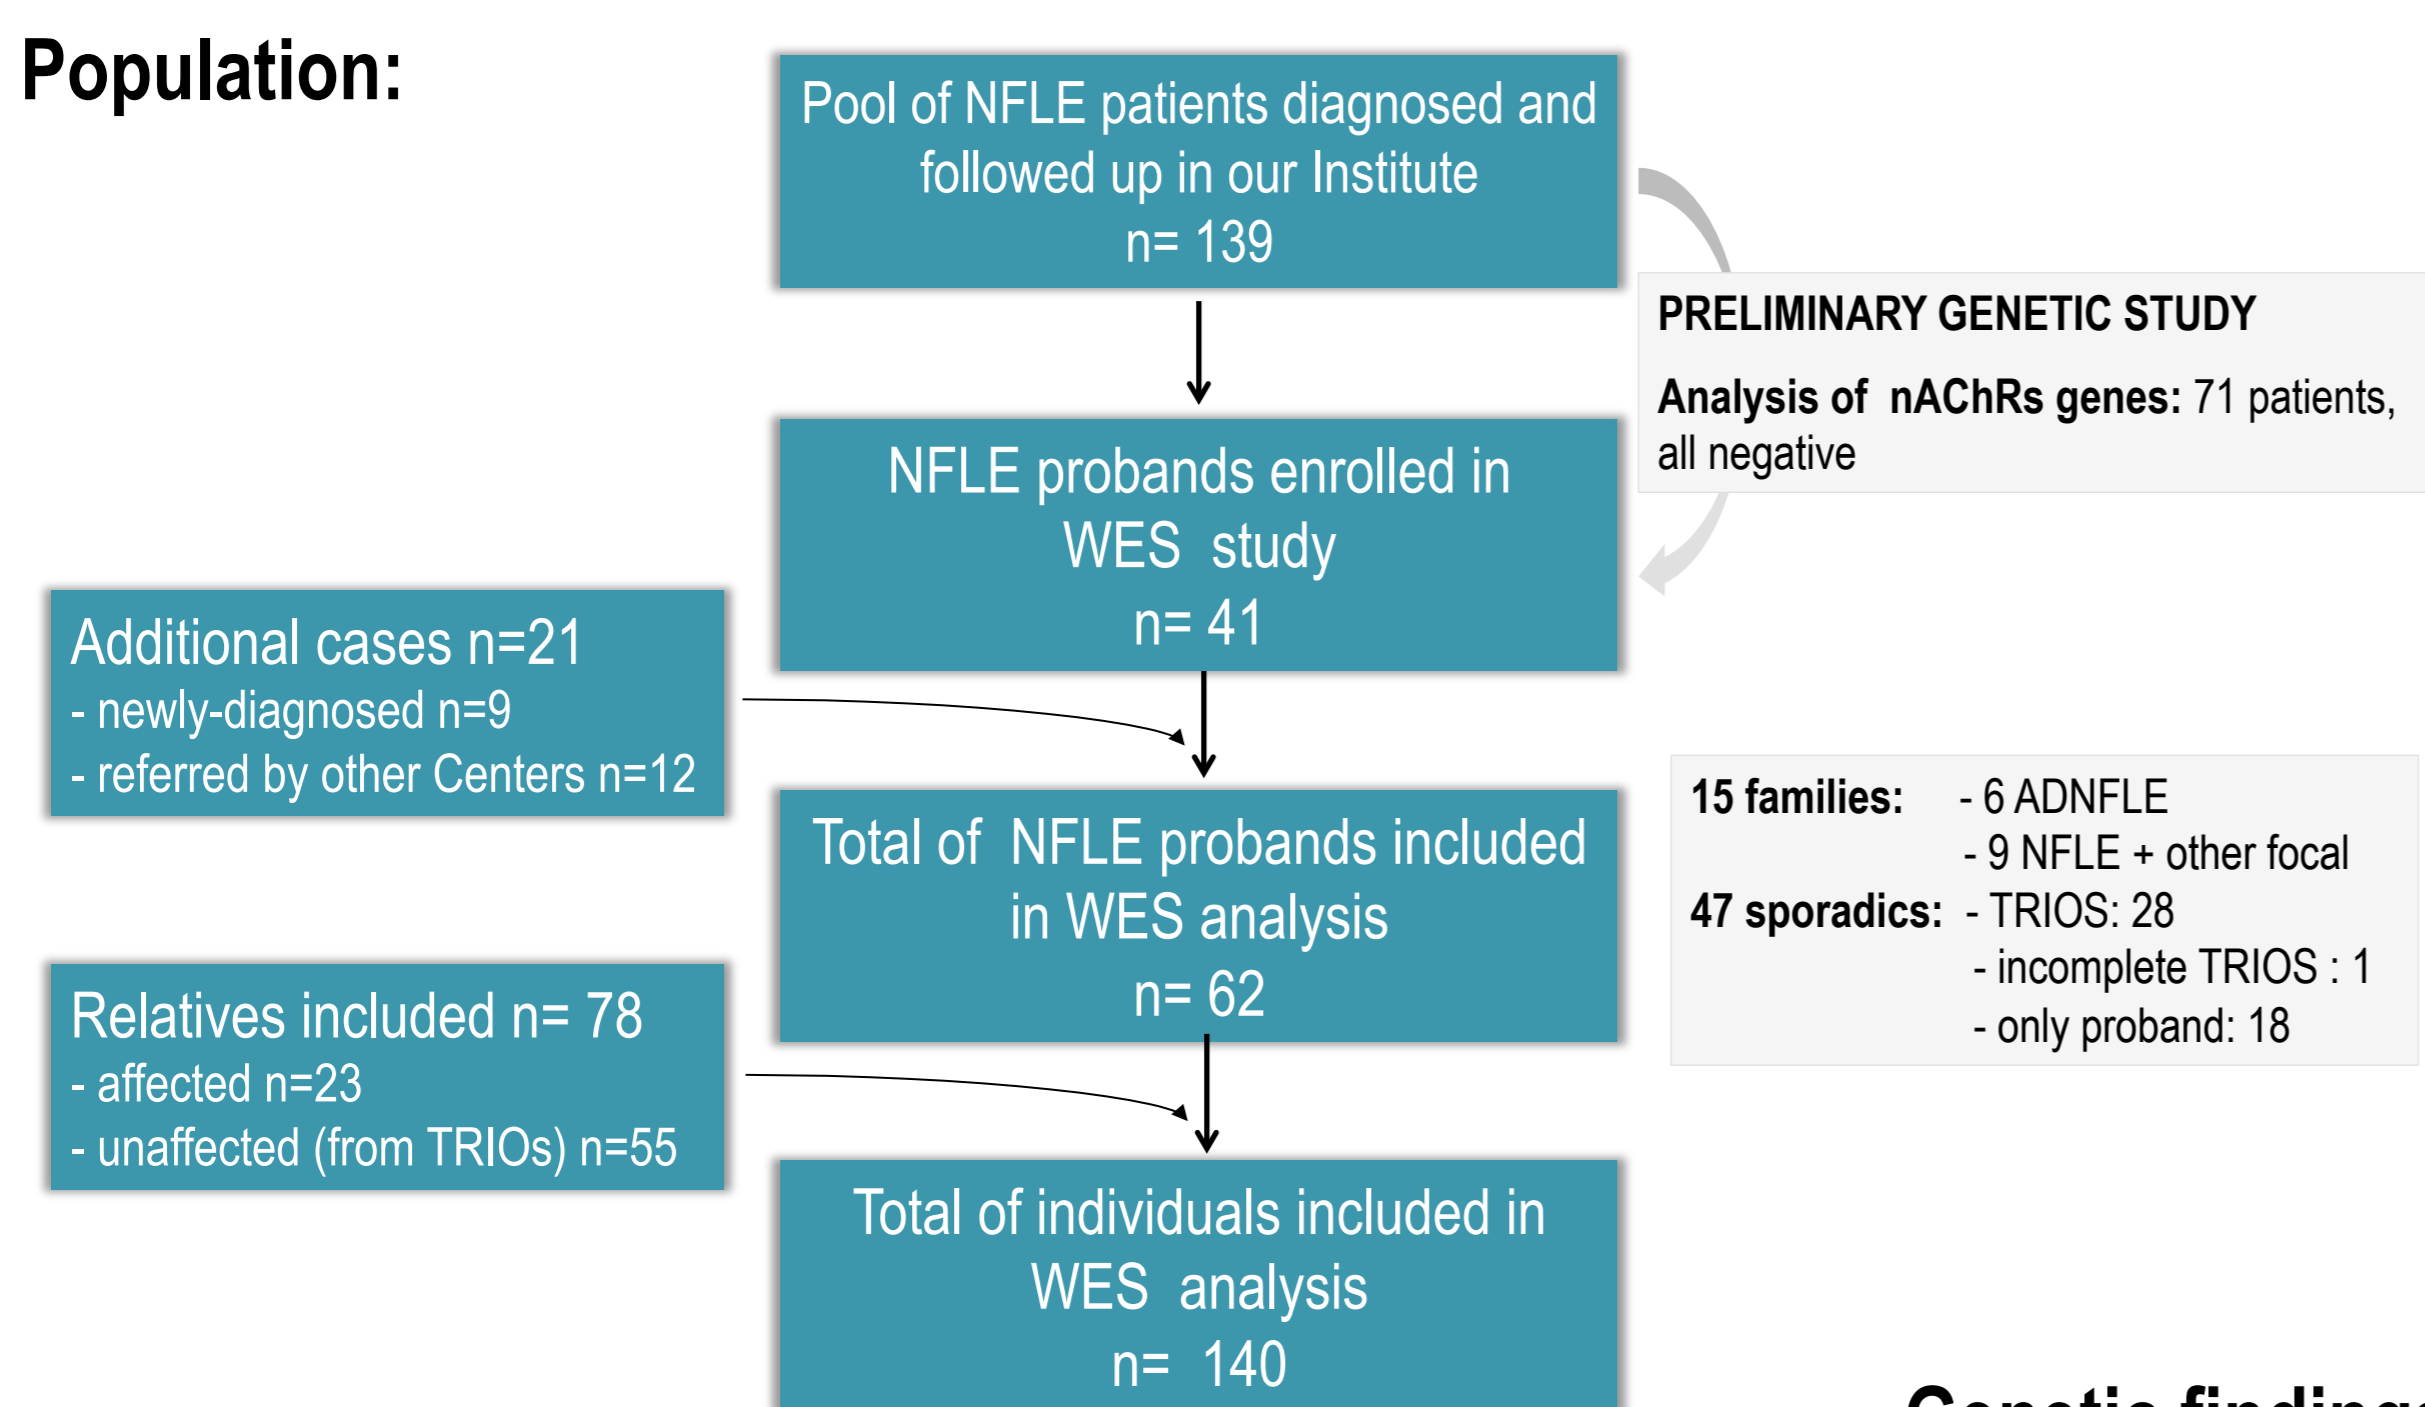 Population:
Pool of NFLE patients diagnosed and
followed up in our Institute
n= 139
PRELIMINARY GENETIC STUDY
Analysis of nAChRs genes: 71 patients,
all negative
NFLE probands enrolled in
WES study
n= 41
Additional cases n=21
- newly-diagnosed n=9
- referred by other Centers n=12
Total of NFLE probands included
in WES analysis
n= 62
15 families: - 6 ADNFLE
- 9 NFLE + other focal
47 sporadics: - TRIOS: 28
- incomplete TRIOS : 1
- only proband: 18
Relatives included n= 78
- affected n=23
- unaffected (from TRIOs) n=55
Total of individuals included in
WES analysis
n= 140
Genetic